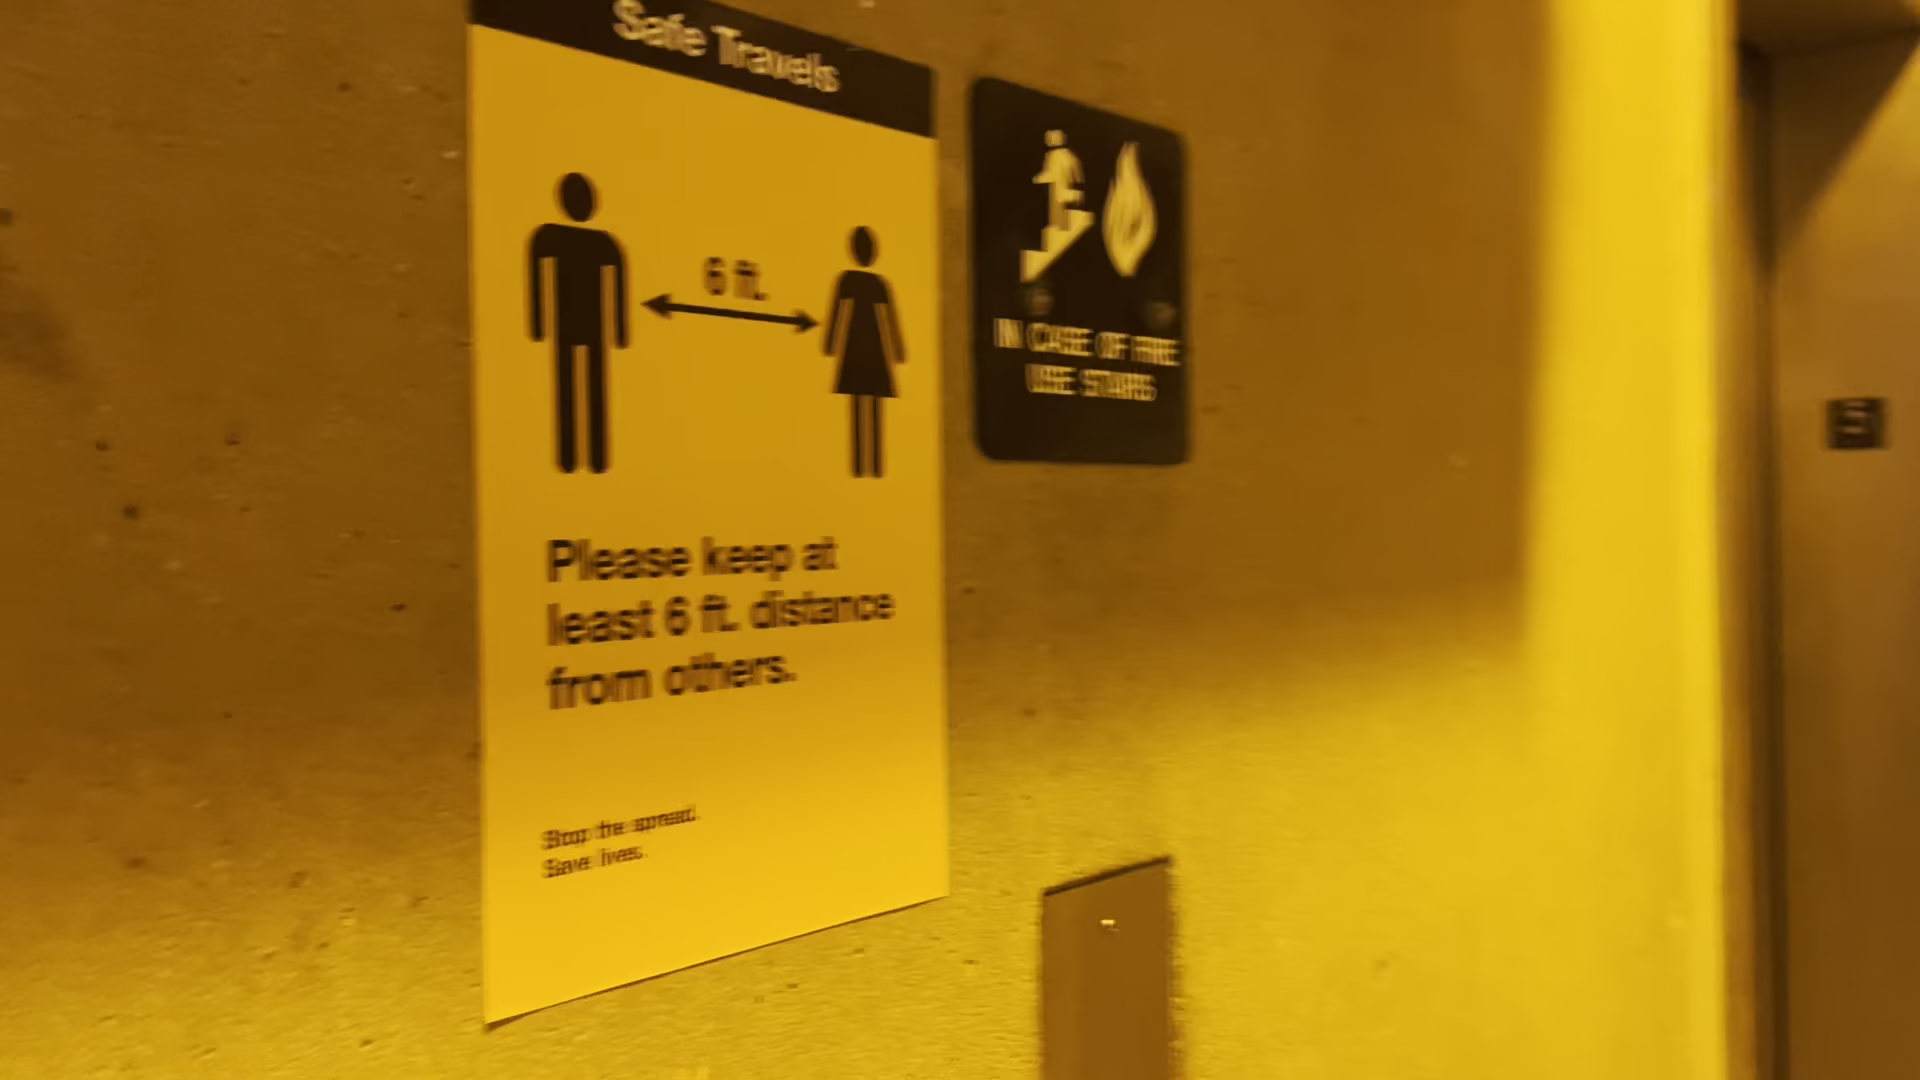 Safe Travels
6 ft.
Please keep at
least 6 ft. distance
from others.
Stop the spread.
Save lives.
IN CASE OF FIRE
USE STAIRS